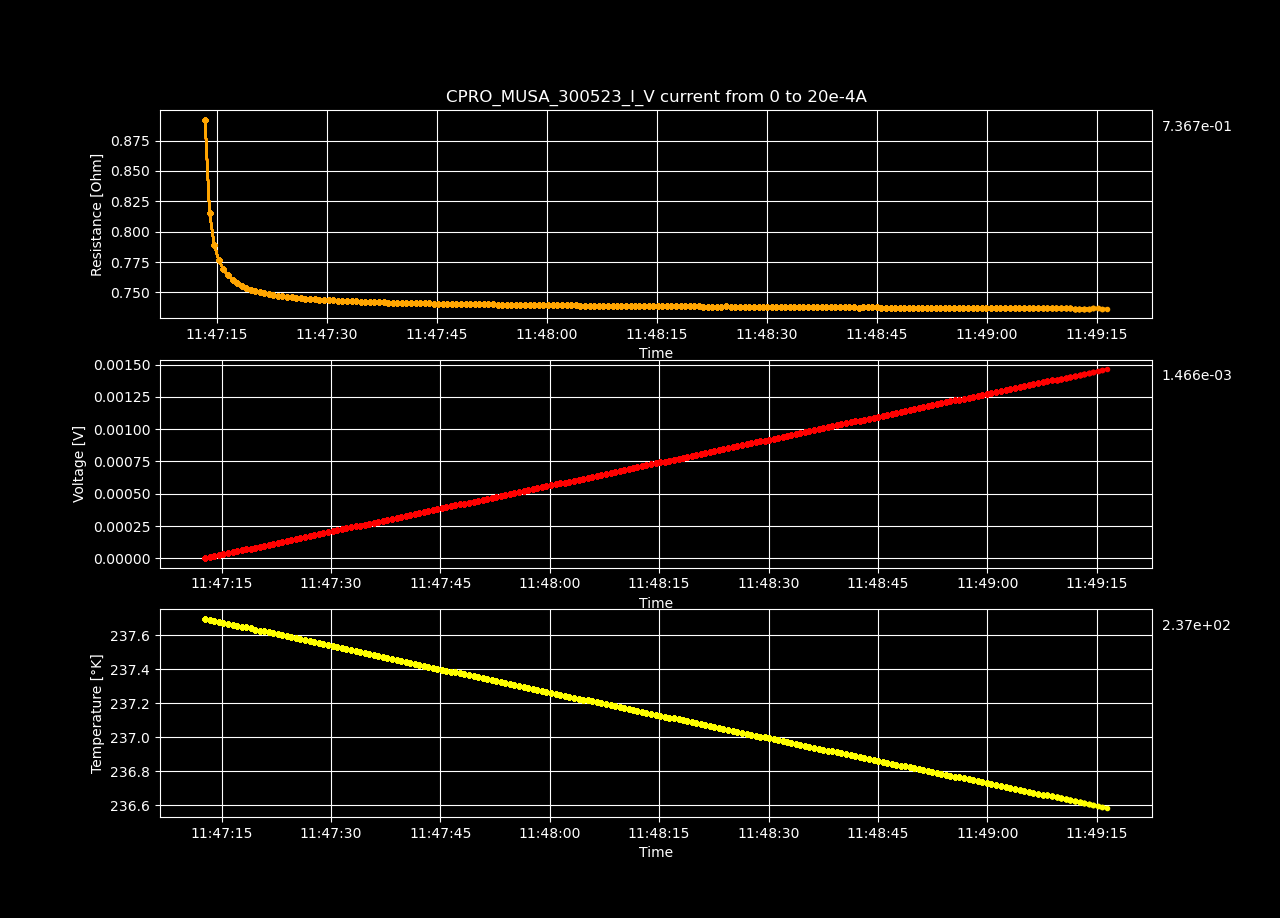 CPRO_MUSA_300523_I_V current from 0 to 20e-4A
7.367e-01
Resistance [Ohm]
0.875
0.850
0.825
0.800
0.775
0.750
11:47:15 11:47:30 11:47:45 11:48:00 11:48:15 11:48:30 11:48:45 11:49:00 11:49:15
Time
1.466e-03
Voltage [V]
0.00150
0.00125
0.00100
0.00075
0.00050
0.00025
0.00000
11:47:15 11:47:30 11:47:45 11:48:00 11:48:15 11:48:30 11:48:45 11:49:00 11:49:15
Time
2.37e+02
Temperature [°K]
237.6
237.4
237.2
237.0
236.8
236.6
11:47:15 11:47:30 11:47:45 11:48:00 11:48:15 11:48:30 11:48:45 11:49:00 11:49:15
Time